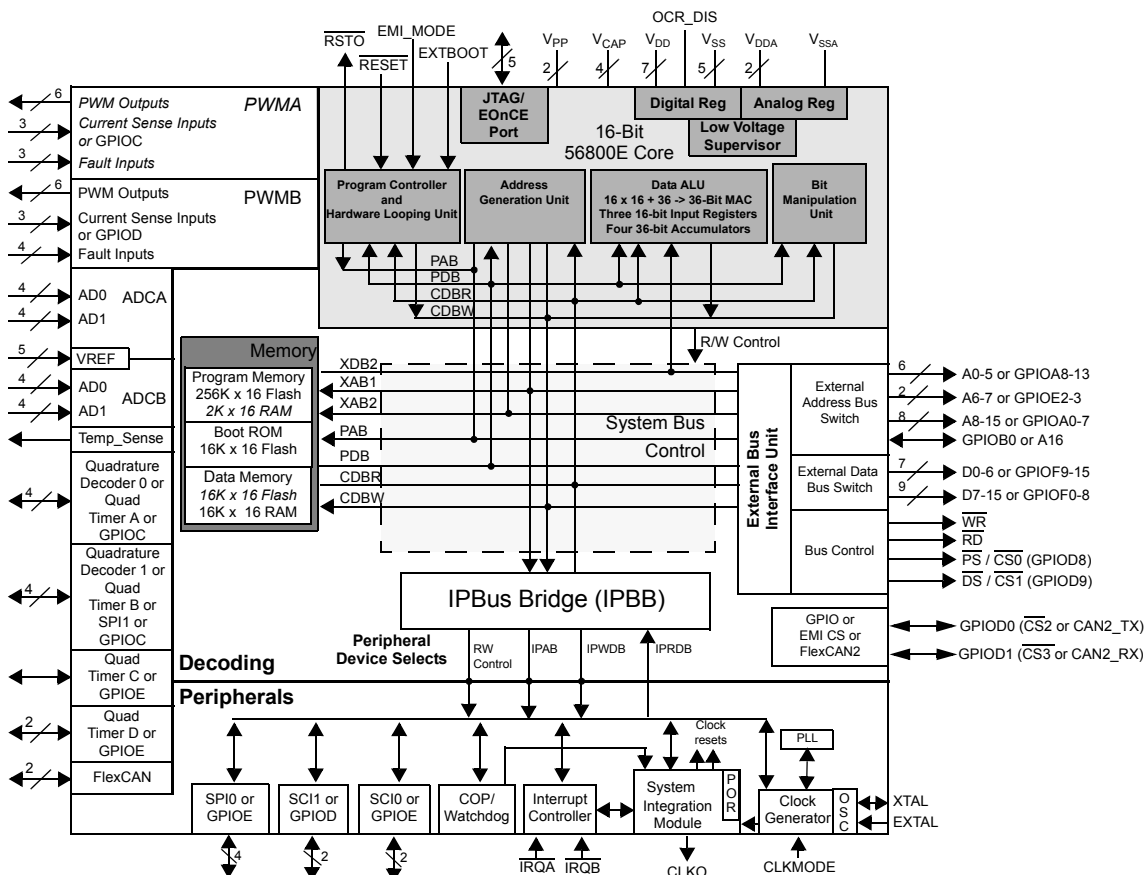 OCR_DIS
RSTO
EMI_MODE
RESET
EXTBOOT
5
VPP
2
VCAP
4
VDD
7
VSS
5
VDDA
2
VSSA
6
PWM Outputs
PWMA
3
Current Sense Inputs
or GPIOC
3
Fault Inputs
6
PWM Outputs
PWMB
3
Current Sense Inputs
or GPIOD
4
Fault Inputs
4
AD0
ADCA
4
AD1
5
VREF
4
AD0
ADCB
4
AD1
Temp_Sense
Quadrature
Decoder 0 or
Quad
Timer A or
GPIOC
4
Quadrature
Decoder 1 or
Quad
Timer B or
SPI1 or
GPIOC
4
Quad
Timer C or
GPIOE
Quad
Timer D or
GPIOE
2
FlexCAN
2
JTAG/
EOnCE
Port
Digital Reg
Analog Reg
Low Voltage
Supervisor
16-Bit
56800E Core
Program Controller
and
Hardware Looping Unit
Address
Generation Unit
Data ALU
16 x 16 + 36 -> 36-Bit MAC
Three 16-bit Input Registers
Four 36-bit Accumulators
Bit
Manipulation
Unit
PAB
PDB
CDBR
CDBW
R/W Control
Memory
Program Memory
256K x 16 Flash
2K x 16 RAM
Boot ROM
16K x 16 Flash
Data Memory
16K x 16 Flash
16K x 16 RAM
XDB2
XAB1
XAB2
PAB
PDB
CDBR
CDBW
System Bus
Control
External Bus
Interface Unit
External
Address Bus
Switch
External Data
Bus Switch
Bus Control
6
A0-5 or GPIOA8-13
2
A6-7 or GPIOE2-3
8
A8-15 or GPIOA0-7
GPIOB0 or A16
7
D0-6 or GPIOF9-15
9
D7-15 or GPIOF0-8
WR
RD
PS / CS0 (GPIOD8)
DS / CS1 (GPIOD9)
GPIO or
EMI CS or
FlexCAN2
GPIOD0 (CS2 or CAN2_TX)
GPIOD1 (CS3 or CAN2_RX)
IPBus Bridge (IPBB)
Peripheral
Device Selects
RW
Control
IPAB
IPWDB
IPRDB
Decoding
Peripherals
Clock
resets
PLL
SPI0 or
GPIOE
4
SCI1 or
GPIOD
2
SCI0 or
GPIOE
2
COP/
Watchdog
Interrupt
Controller
IRQA
IRQB
System
Integration
Module
POR
CLKO
Clock
Generator
OSC
XTAL
EXTAL
CLKMODE